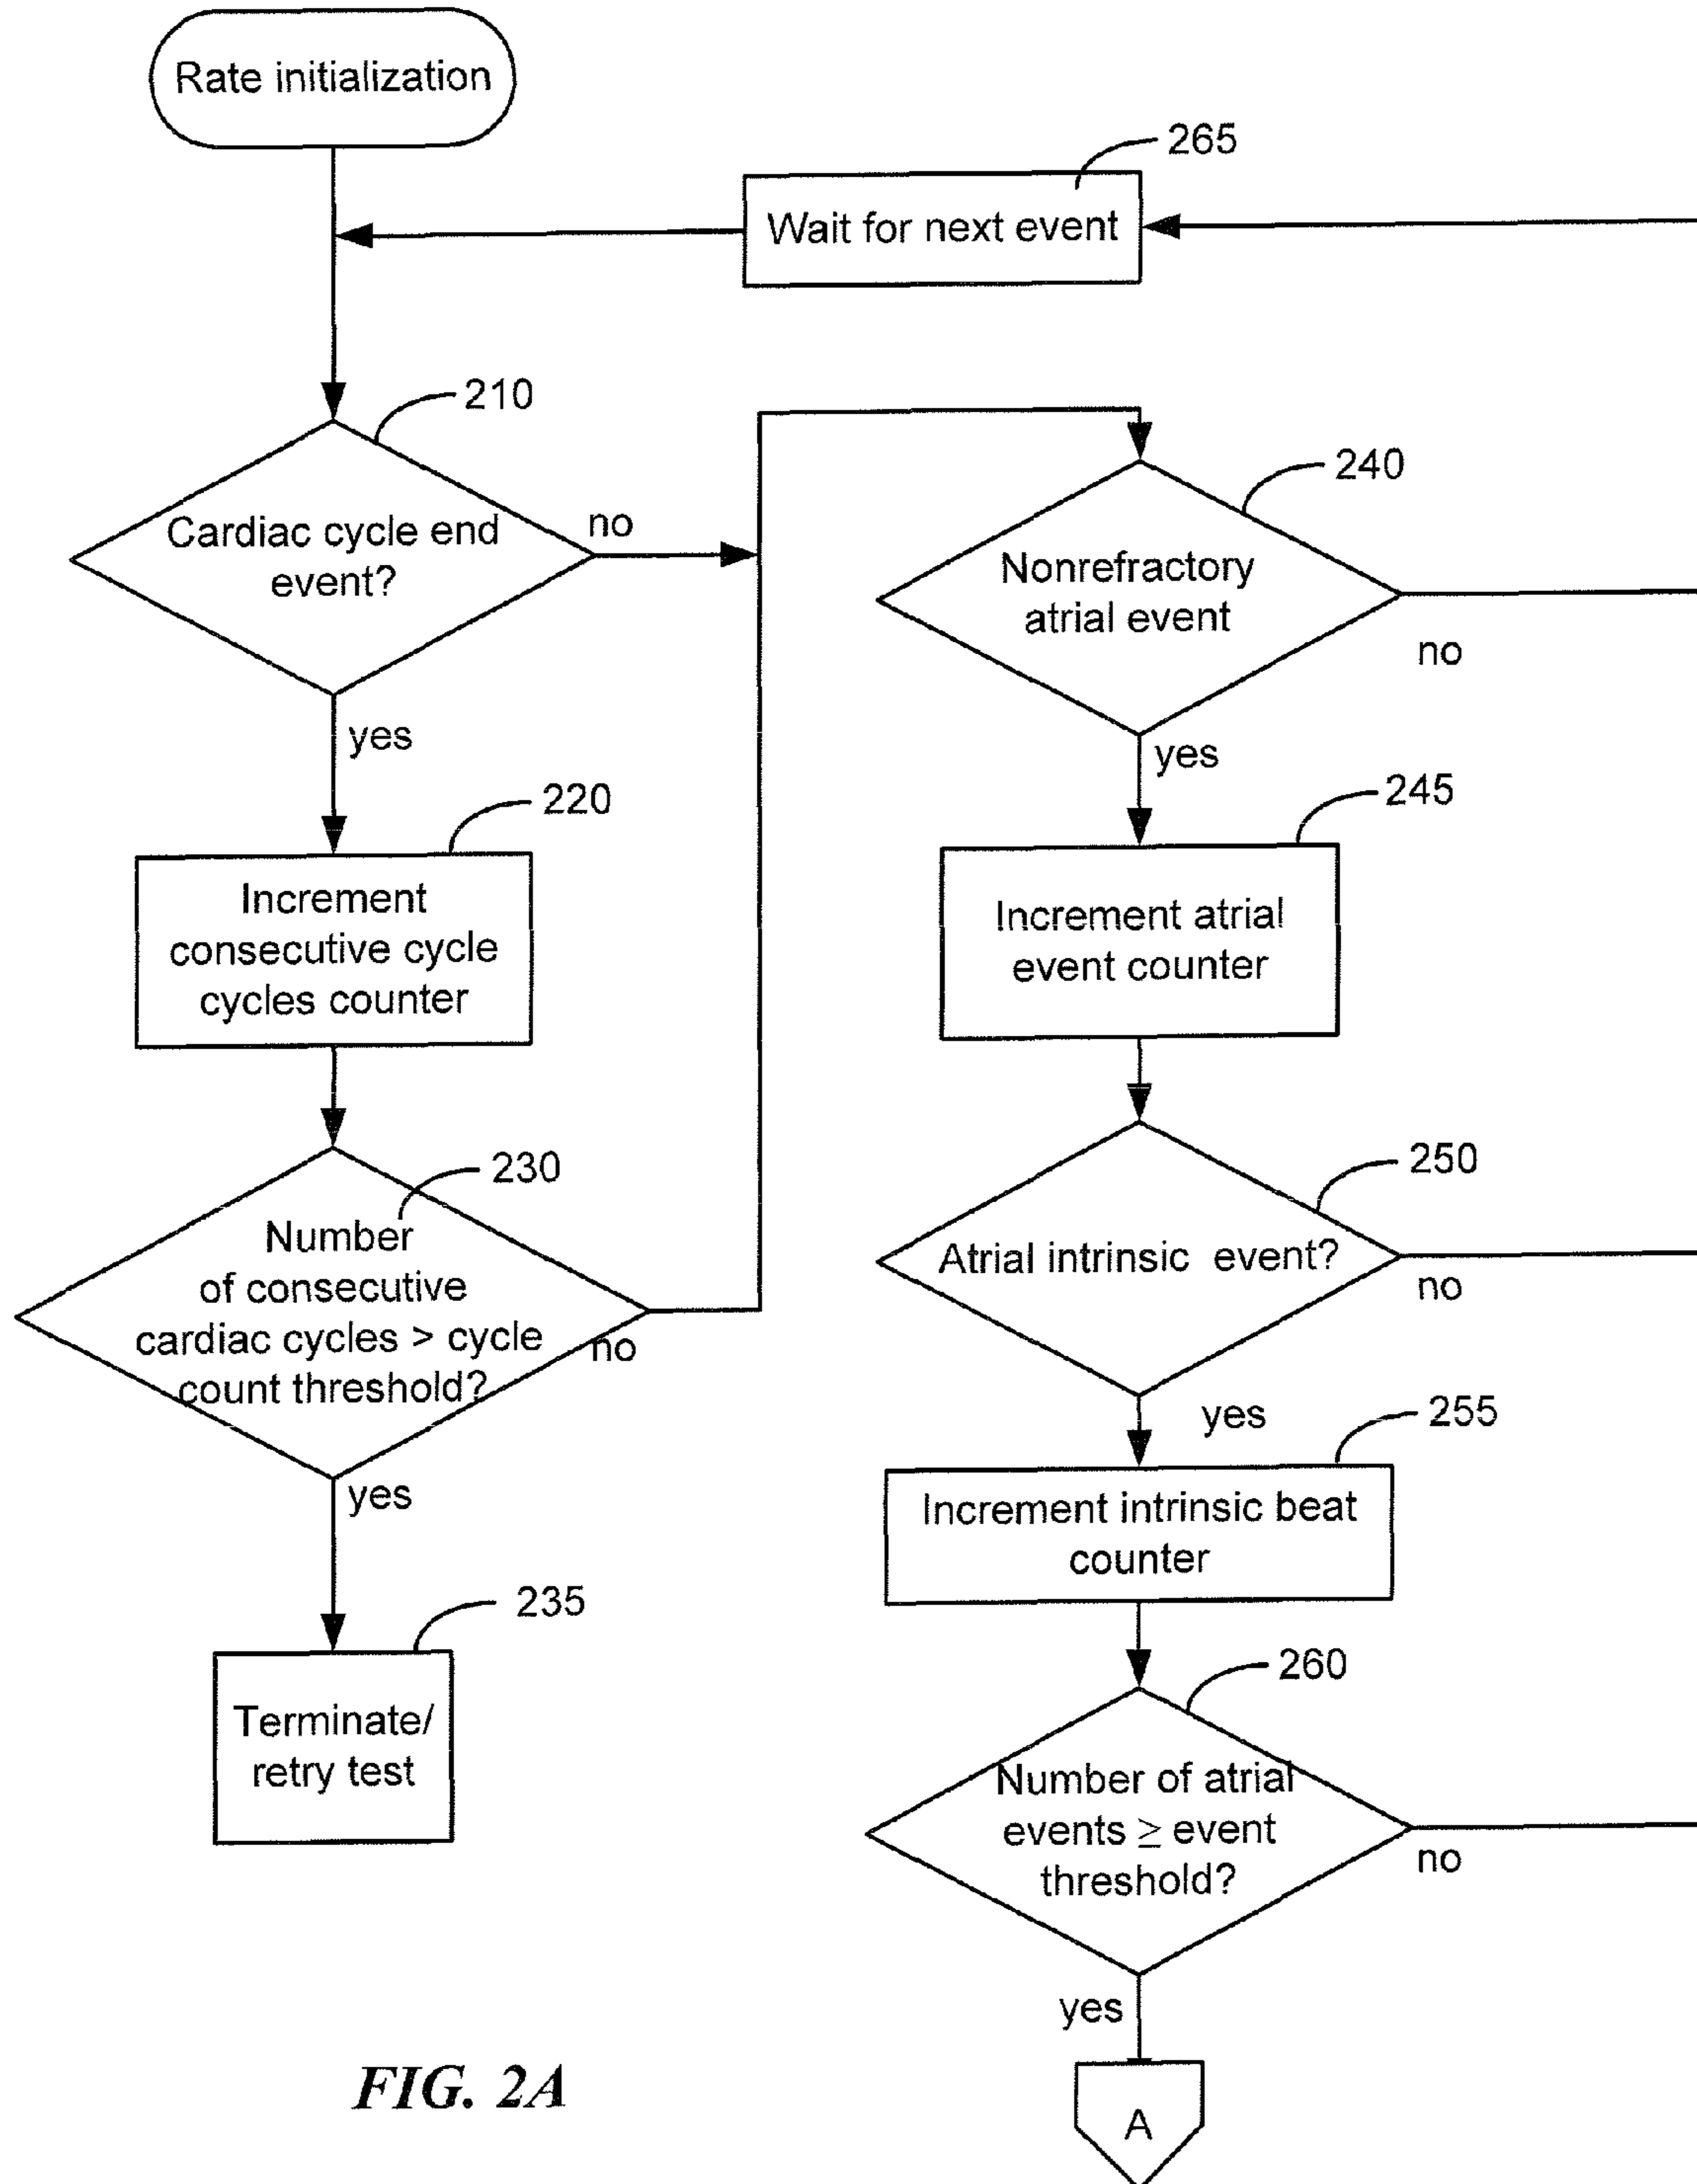 Rate initialization
265
Wait for next event
210
Cardiac cycle end
event?
no
yes
220
Increment
consecutive cycle
cycles counter
230
Number
of consecutive
cardiac cycles > cycle
count threshold?
no
yes
235
Terminate/
retry test
240
Nonrefractory
atrial event
no
yes
245
Increment atrial
event counter
250
Atrial intrinsic event?
no
yes
255
Increment intrinsic beat
counter
260
Number of atrial
events ≥ event
threshold?
no
yes
A
FIG. 2A